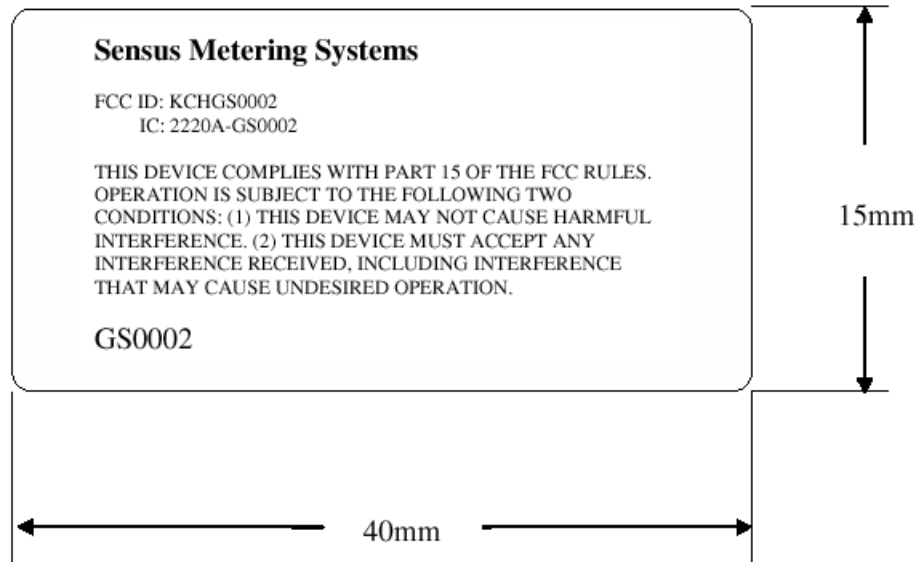 Sensus Metering Systems
FCC ID: KCHGS0002
IC: 2220A-GS0002
THIS DEVICE COMPLIES WITH PART 15 OF THE FCC RULES.
OPERATION IS SUBJECT TO THE FOLLOWING TWO
CONDITIONS: (1) THIS DEVICE MAY NOT CAUSE HARMFUL
INTERFERENCE. (2) THIS DEVICE MUST ACCEPT ANY
INTERFERENCE RECEIVED, INCLUDING INTERFERENCE
THAT MAY CAUSE UNDESIRED OPERATION.
GS0002
15mm
40mm